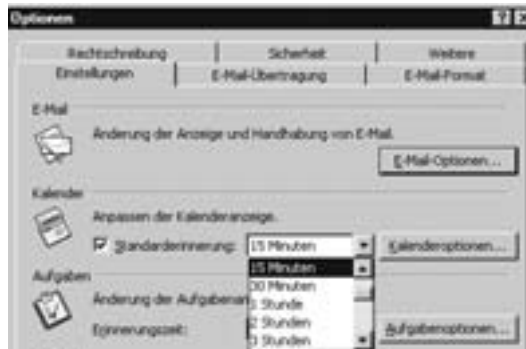 Optionen
Rechtschreibung Sicherheit Weitere
Einstellungen E-Mail-Übertragung E-Mail-Format
E-Mail
Änderung der Anzeige und Handhabung von E-Mail.
E-Mail-Optionen...
Kalender
Anpassen der Kalenderanzeige.
Standarderinnerung: 15 Minuten Kalenderoptionen...
15 Minuten
30 Minuten
Aufgaben
1 Stunde
Änderung der Aufgabenan
2 Stunden
Erinnerungszeit: Aufgabenoptionen...
3 Stunden